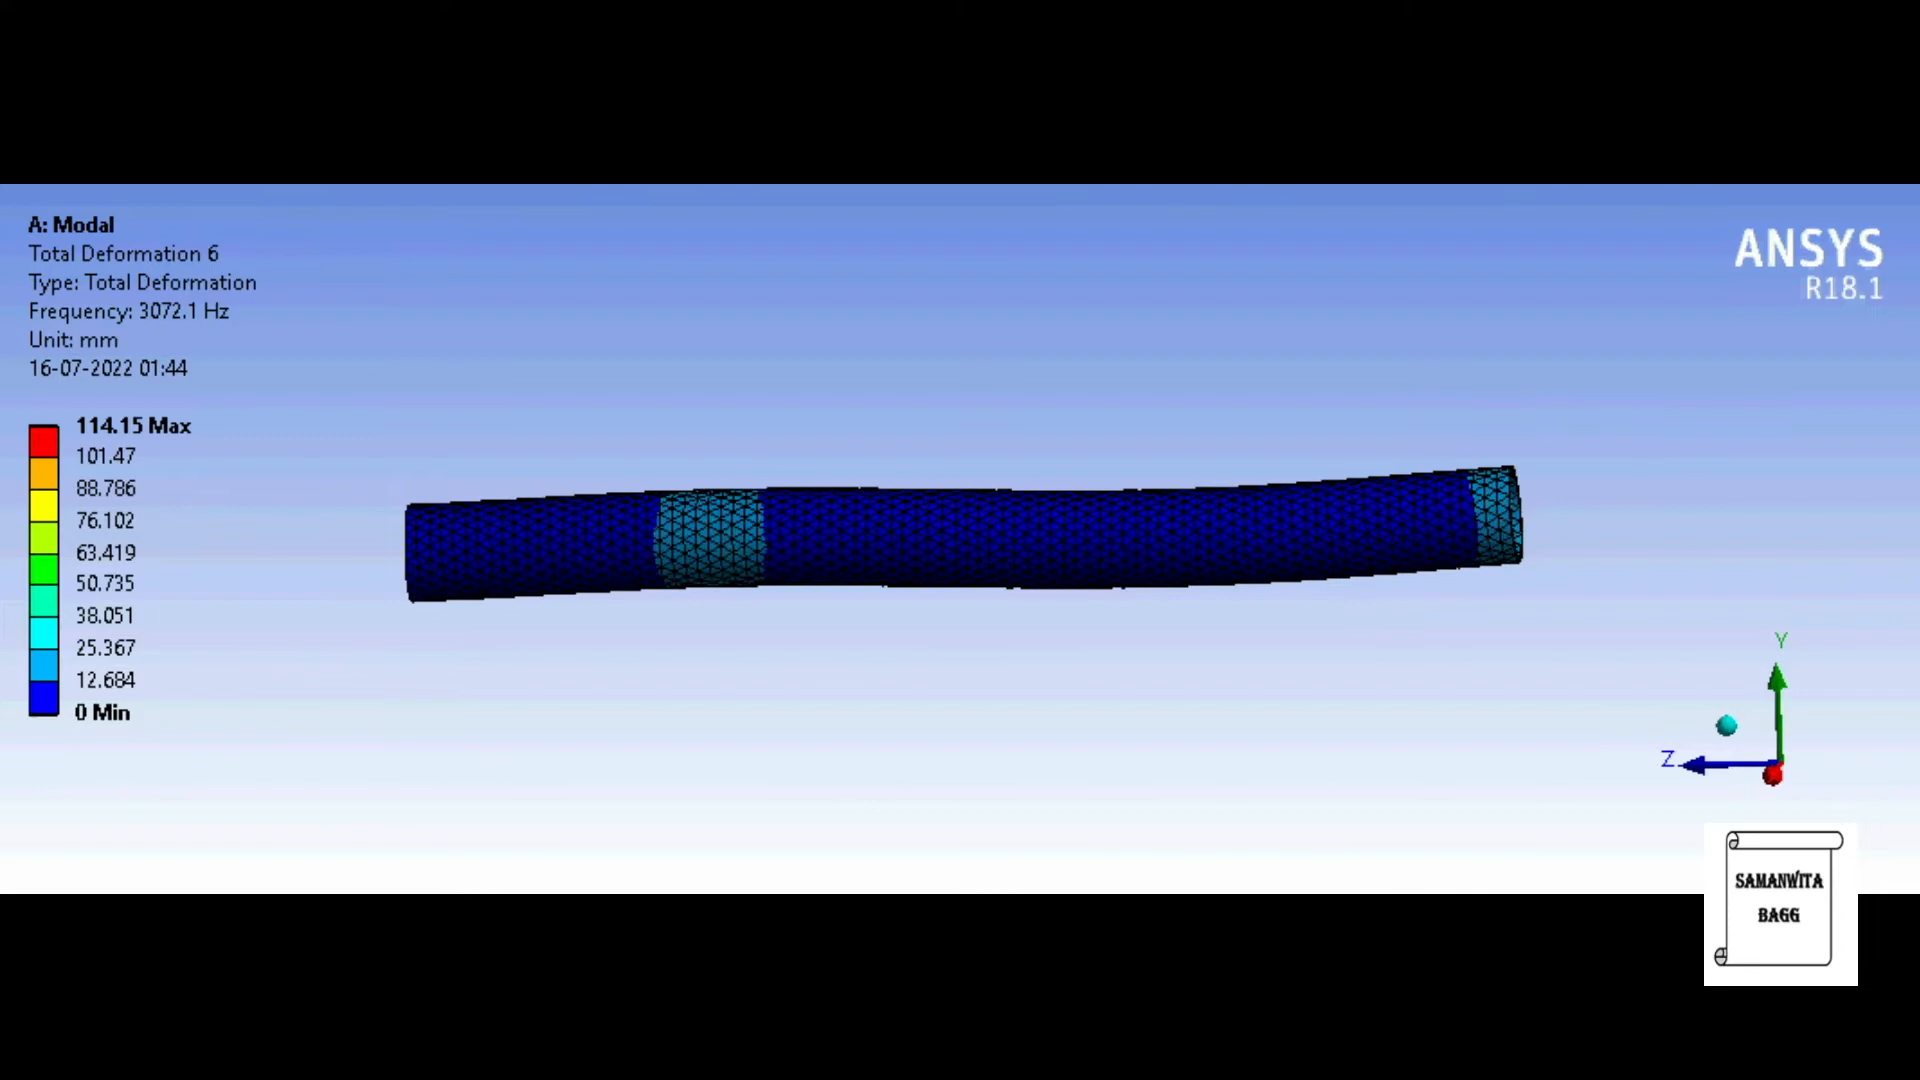 A: Modal
Total Deformation 6
Type: Total Deformation
Frequency: 3072.1 Hz
Unit: mm
16-07-2022 01:44
ANSYS
R18.1
114.15 Max
101.47
88.786
76.102
63.419
50.735
38.051
25.367
12.684
0 Min
Y
Z
SAMANWITA
BAGG